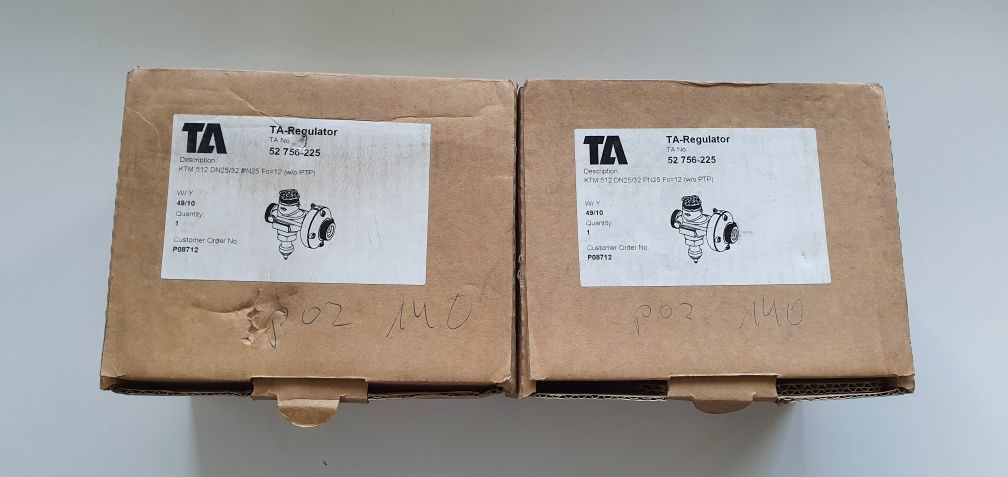 TA
TA-Regulator
TA No.
52 756-225
Description.
KTM 512 DN25/32 PN25 Fc=12 (w/o PTP)
W/ Y
49/10
Quantity:
1
Customer Order No.
P08712
poz 140
TA
TA-Regulator
TA No.
52 756-225
Description.
KTM 512 DN25/32 PN25 Fc=12 (w/o PTP)
W/ Y
49/10
Quantity:
1
Customer Order No.
P08712
poz. 140